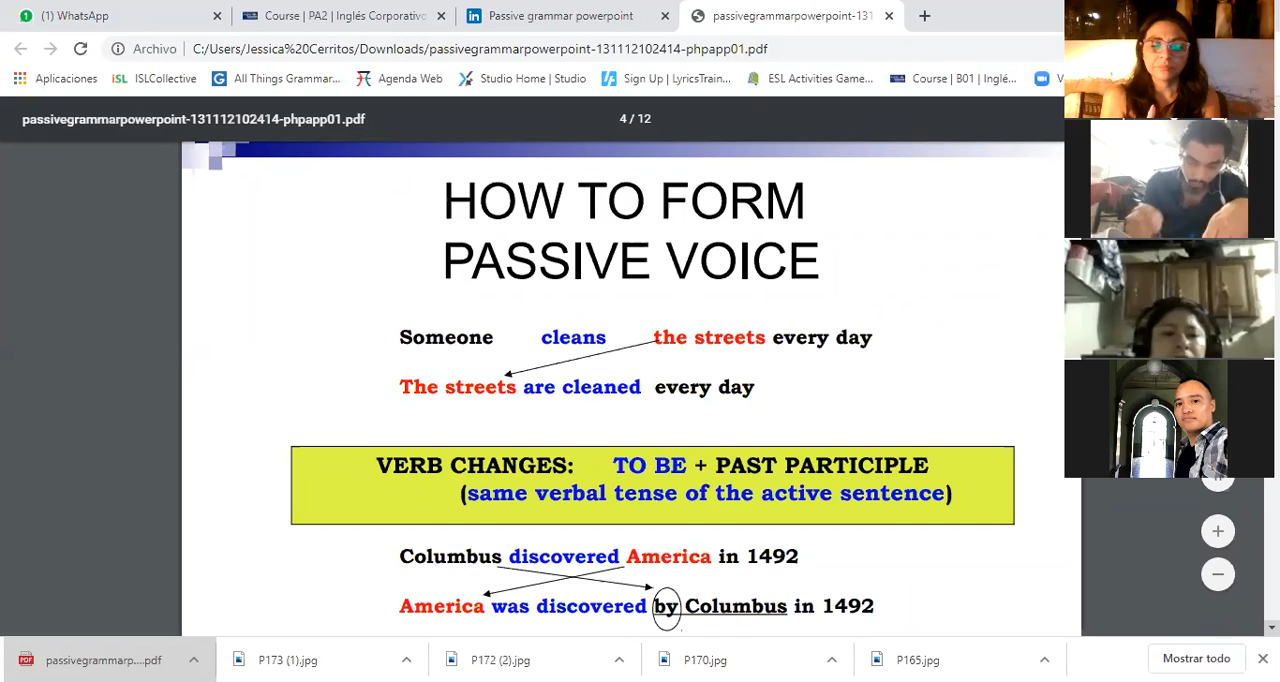 (1) WhatsApp
Course | PA2 | Inglés Corporativo
Passive grammar powerpoint
passivegrammarpowerpoint-131
Archivo C:/Users/Jessica%20Cerritos/Downloads/passivegrammarpowerpoint-131112102414-phpapp01.pdf
Aplicaciones iSLCollective All Things Grammar... Agenda Web Studio Home | Studio Sign Up | LyricsTrain... ESL Activities Game... Course | B01 | Inglé...
passivegrammarpowerpoint-131112102414-phpapp01.pdf 4 / 12
HOW TO FORM
PASSIVE VOICE
Someone cleans the streets every day
The streets are cleaned every day
VERB CHANGES: TO BE + PAST PARTICIPLE
(same verbal tense of the active sentence)
Columbus discovered America in 1492
America was discovered by Columbus in 1492
passivegrammarp....pdf P173 (1).jpg P172 (2).jpg P170.jpg P165.jpg Mostrar todo